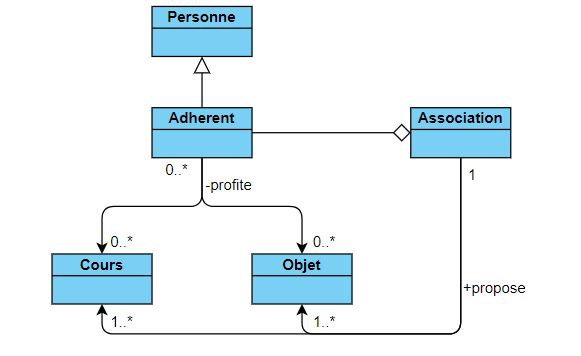 Personne
Adherent
Association
0..*
1
-profite
0..*
0..*
Cours
Objet
+propose
1..*
1..*